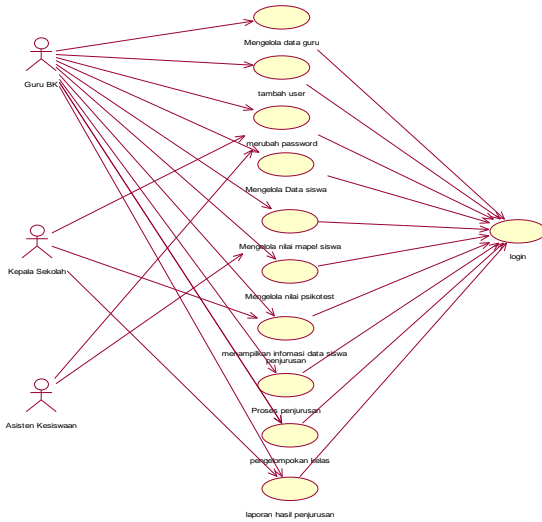 Mengelola data guru
Guru BK
tambah user
merubah password
Mengelola Data siswa
Mengelola nilai mapel siswa
login
Kepala Sekolah
Mengelola nilai psikotest
menampilkan infomasi data siswa
penjurusan
Proses penjurusan
Asisten Kesiswaan
pengelompokan kelas
laporan hasil penjurusan